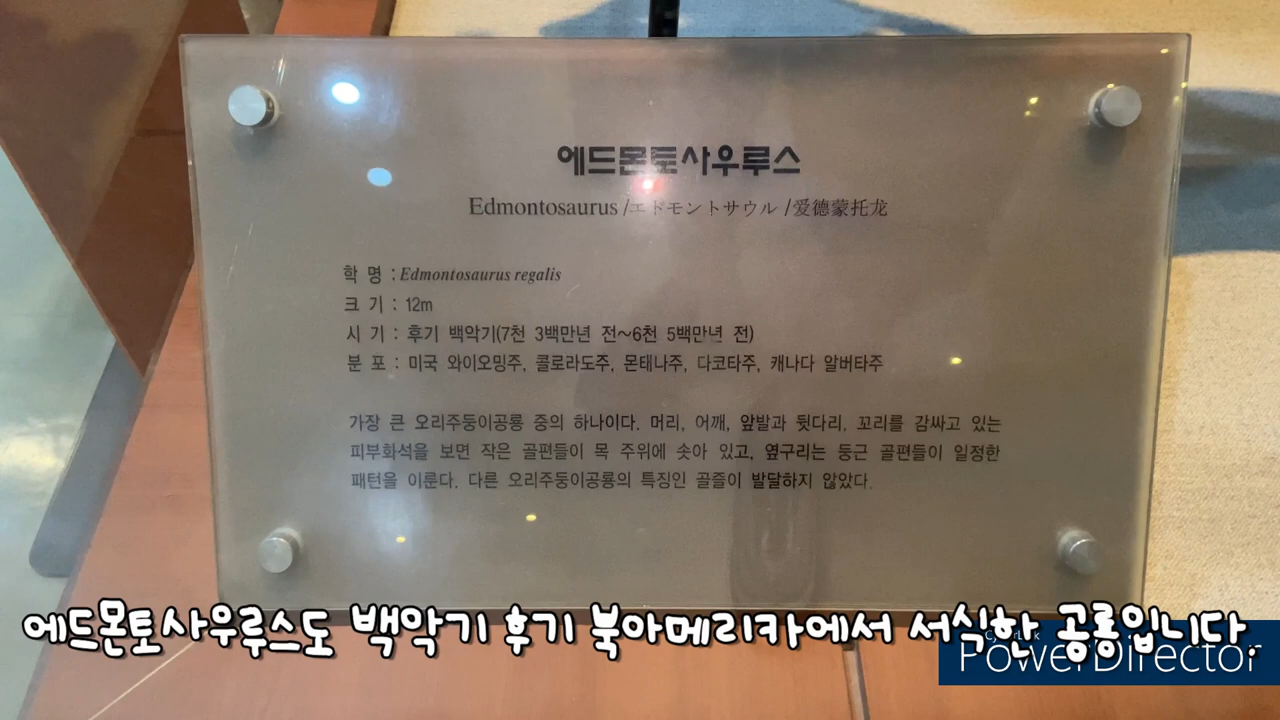 에드몬토사우루스
Edmontosaurus /エドモントサウル /爱德蒙托龙
학 명 : Edmontosaurus regalis
크 기 : 12m
시 기 : 후기 백악기(7천 3백만년 전~6천 5백만년 전)
분 포 : 미국 와이오밍주, 콜로라도주, 몬태나주, 다코타주, 캐나다 알버타주
가장 큰 오리주둥이공룡 중의 하나이다. 머리, 어깨, 앞발과 뒷다리, 꼬리를 감싸고 있는
피부화석을 보면 작은 골편들이 목 주위에 솟아 있고, 옆구리는 둥근 골편들이 일정한
패턴을 이룬다. 다른 오리주둥이공룡의 특징인 골즐이 발달하지 않았다.
에드몬토사우루스도 백악기 후기 북아메리카에서 서식한 공룡입니다.
PowerDirector